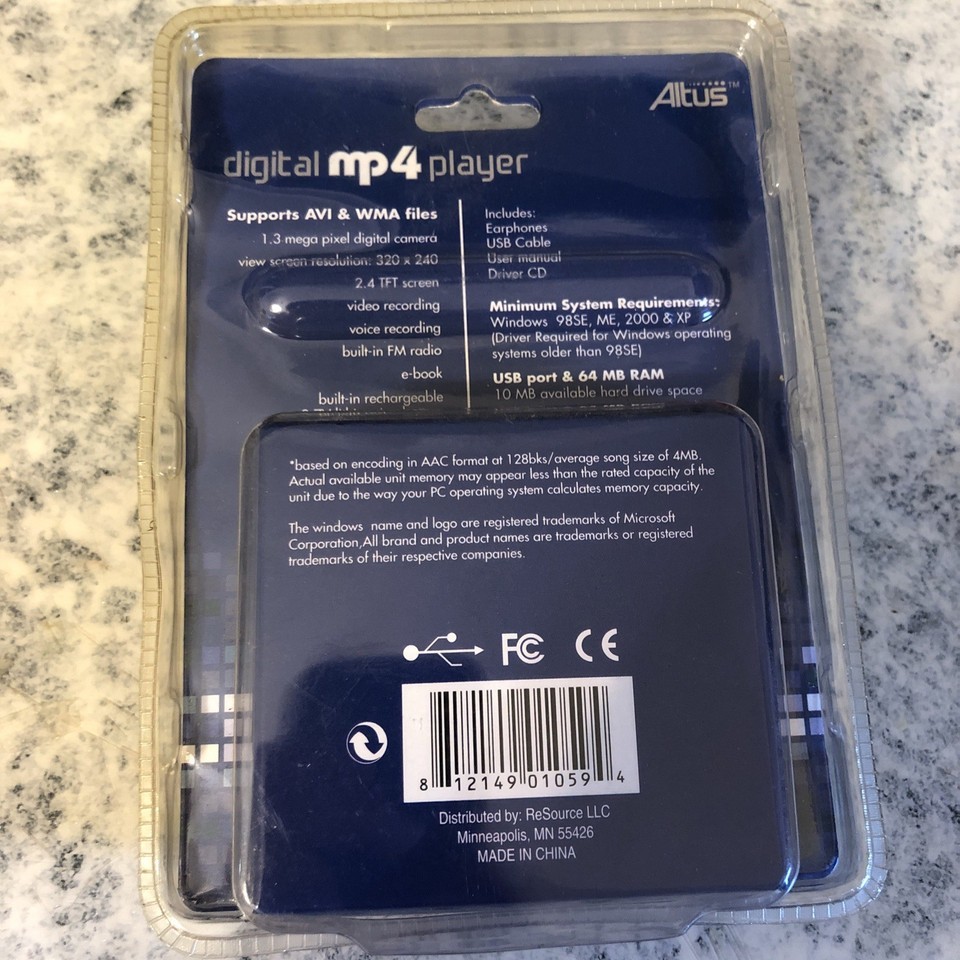 Altus™
digital mp4 player
Supports AVI & WMA files
1.3 mega pixel digital camera
view screen resolution: 320 x 240
2.4 TFT screen
video recording
voice recording
built-in FM radio
e-book
built-in rechargeable
Includes:
Earphones
USB Cable
User manual
Driver CD
Minimum System Requirements:
Windows 98SE, ME, 2000 & XP
(Driver Required for Windows operating
systems older than 98SE)
USB port & 64 MB RAM
10 MB available hard drive space
*based on encoding in AAC format at 128bks/average song size of 4MB.
Actual available unit memory may appear less than the rated capacity of the
unit due to the way your PC operating system calculates memory capacity.
The windows name and logo are registered trademarks of Microsoft
Corporation,All brand and product names are trademarks or registered
trademarks of their respective companies.
FC CE
8 12149 01059 4
Distributed by: ReSource LLC
Minneapolis, MN 55426
MADE IN CHINA